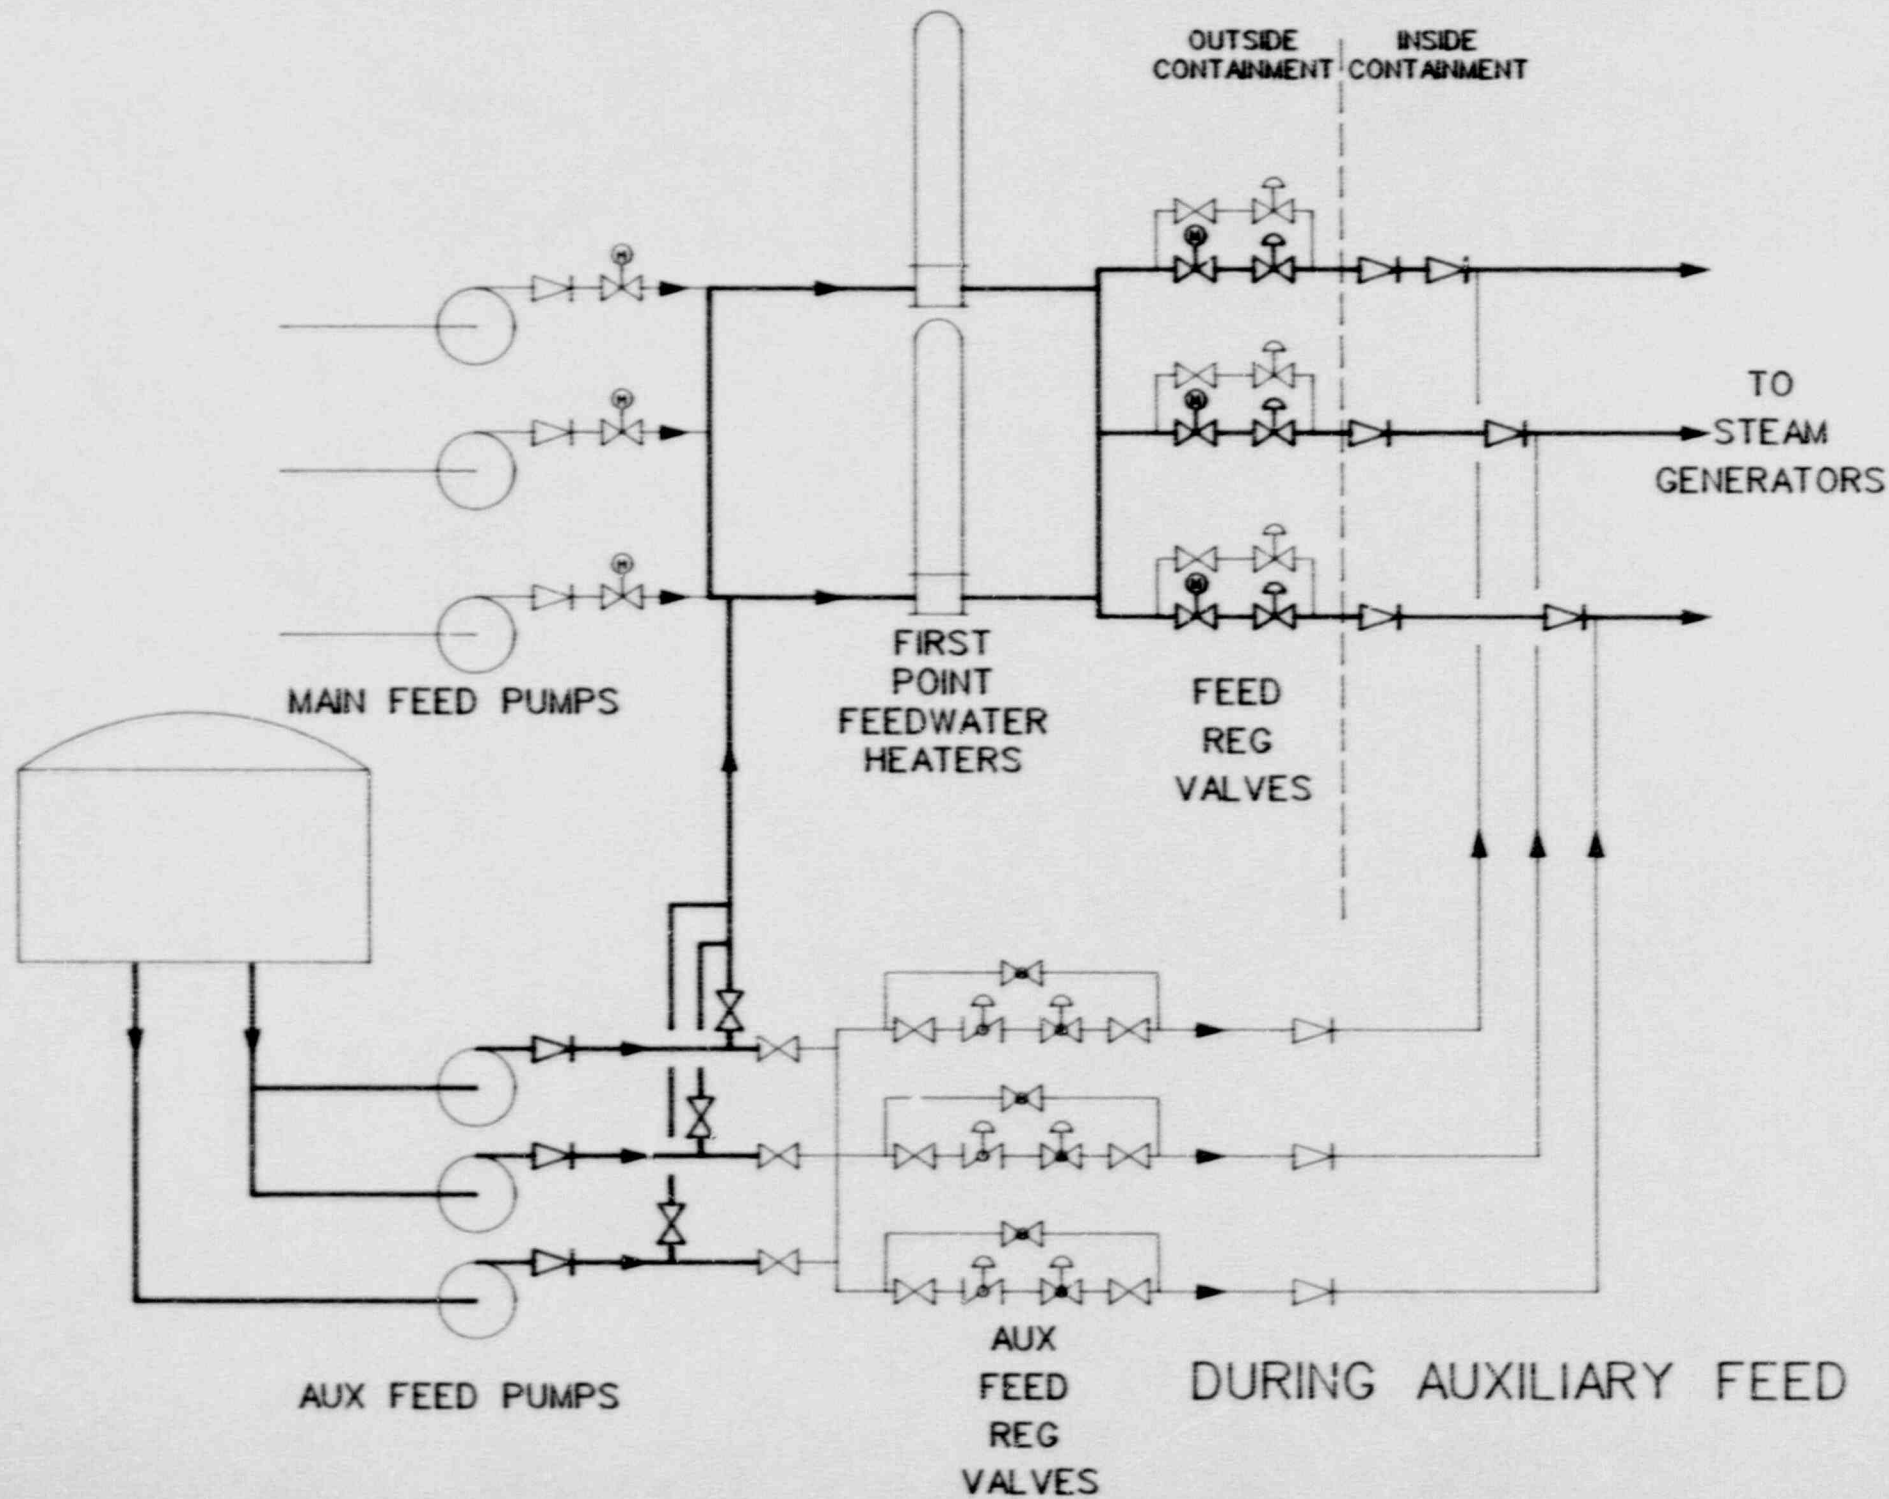 OUTSIDE
CONTAINMENT
INSIDE
CONTAINMENT
M
M
M
M
M
M
TO
STEAM
GENERATORS
MAIN FEED PUMPS
FIRST
POINT
FEEDWATER
HEATERS
FEED
REG
VALVES
AUX FEED PUMPS
AUX
FEED
REG
VALVES
DURING AUXILIARY FEED